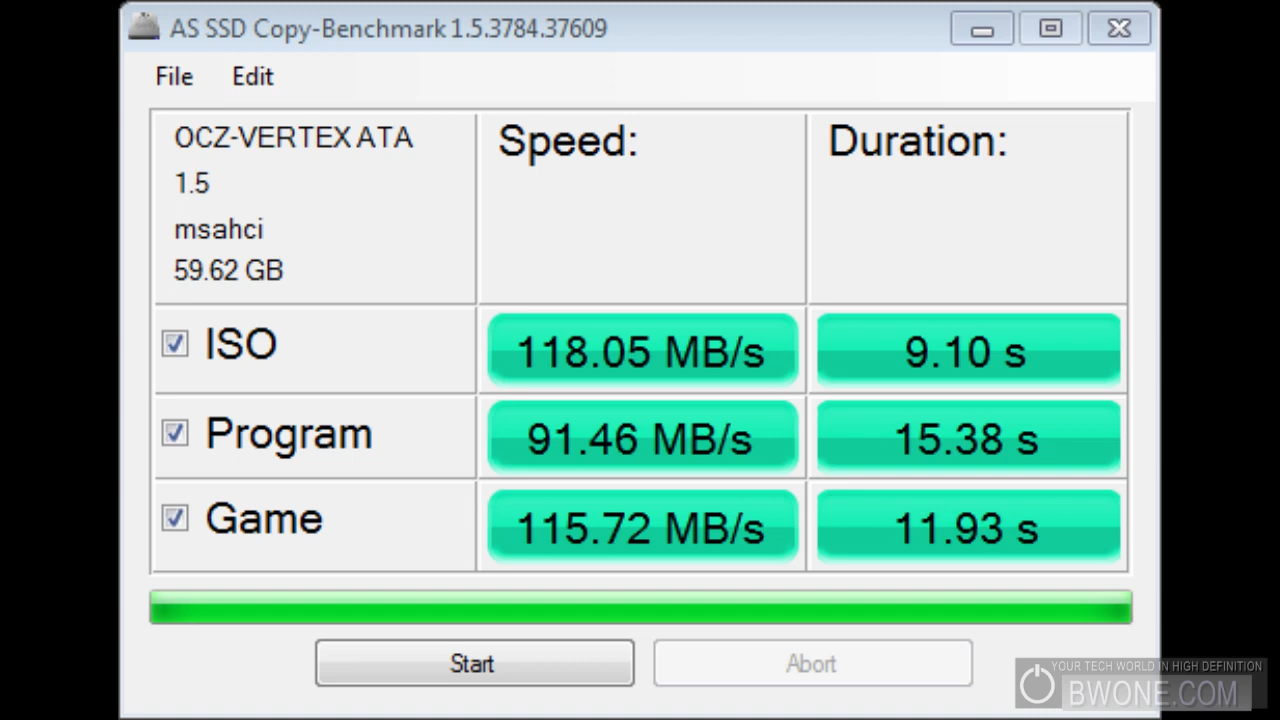 AS SSD Copy-Benchmark 1.5.3784.37609
File Edit
OCZ-VERTEX ATA
1.5
msahci
59.62 GB
Speed:
Duration:
ISO 118.05 MB/s 9.10 s
Program 91.46 MB/s 15.38 s
Game 115.72 MB/s 11.93 s
Start Abort
YOUR TECH WORLD IN HIGH DEFINITION
BWONE.COM